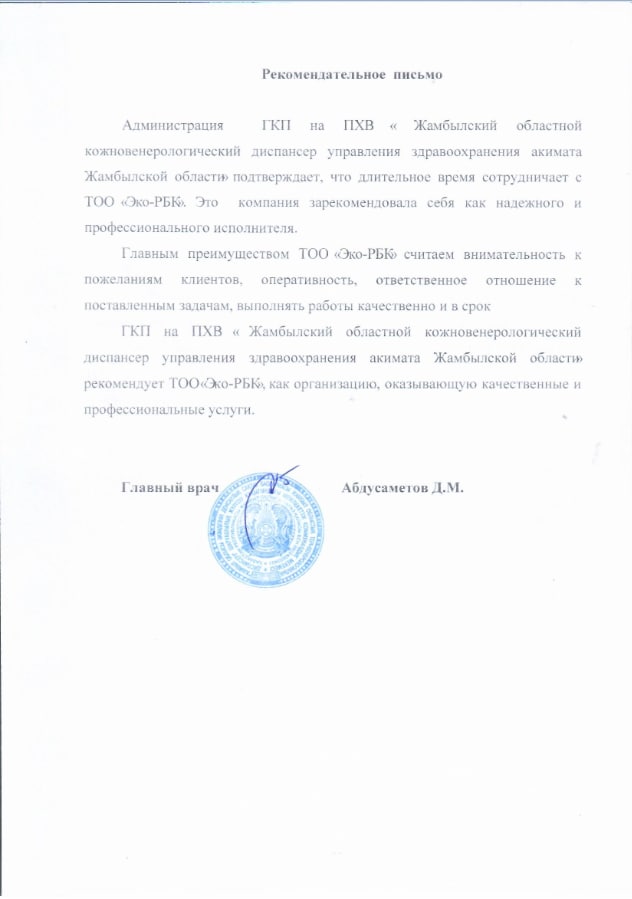 Рекомендательное письмо
Администрация ГКП на ПХВ « Жамбылский областной
кожновенерологический диспансер управления здравоохранения акимата
Жамбылской области» подтверждает, что длительное время сотрудничает с
ТОО «Эко-РБК». Это компания зарекомендовала себя как надежного и
профессионального исполнителя.
Главным преимуществом ТОО «Эко-РБК» считаем внимательность к
пожеланиям клиентов, оперативность, ответственное отношение к
поставленным задачам, выполнять работы качественно и в срок
ГКП на ПХВ « Жамбылский областной кожновенерологический
диспансер управления здравоохранения акимата Жамбылской области»
рекомендует ТОО«Эко-РБК», как организацию, оказывающую качественные и
профессиональные услуги.
Главный врач Абдусаметов Д.М.